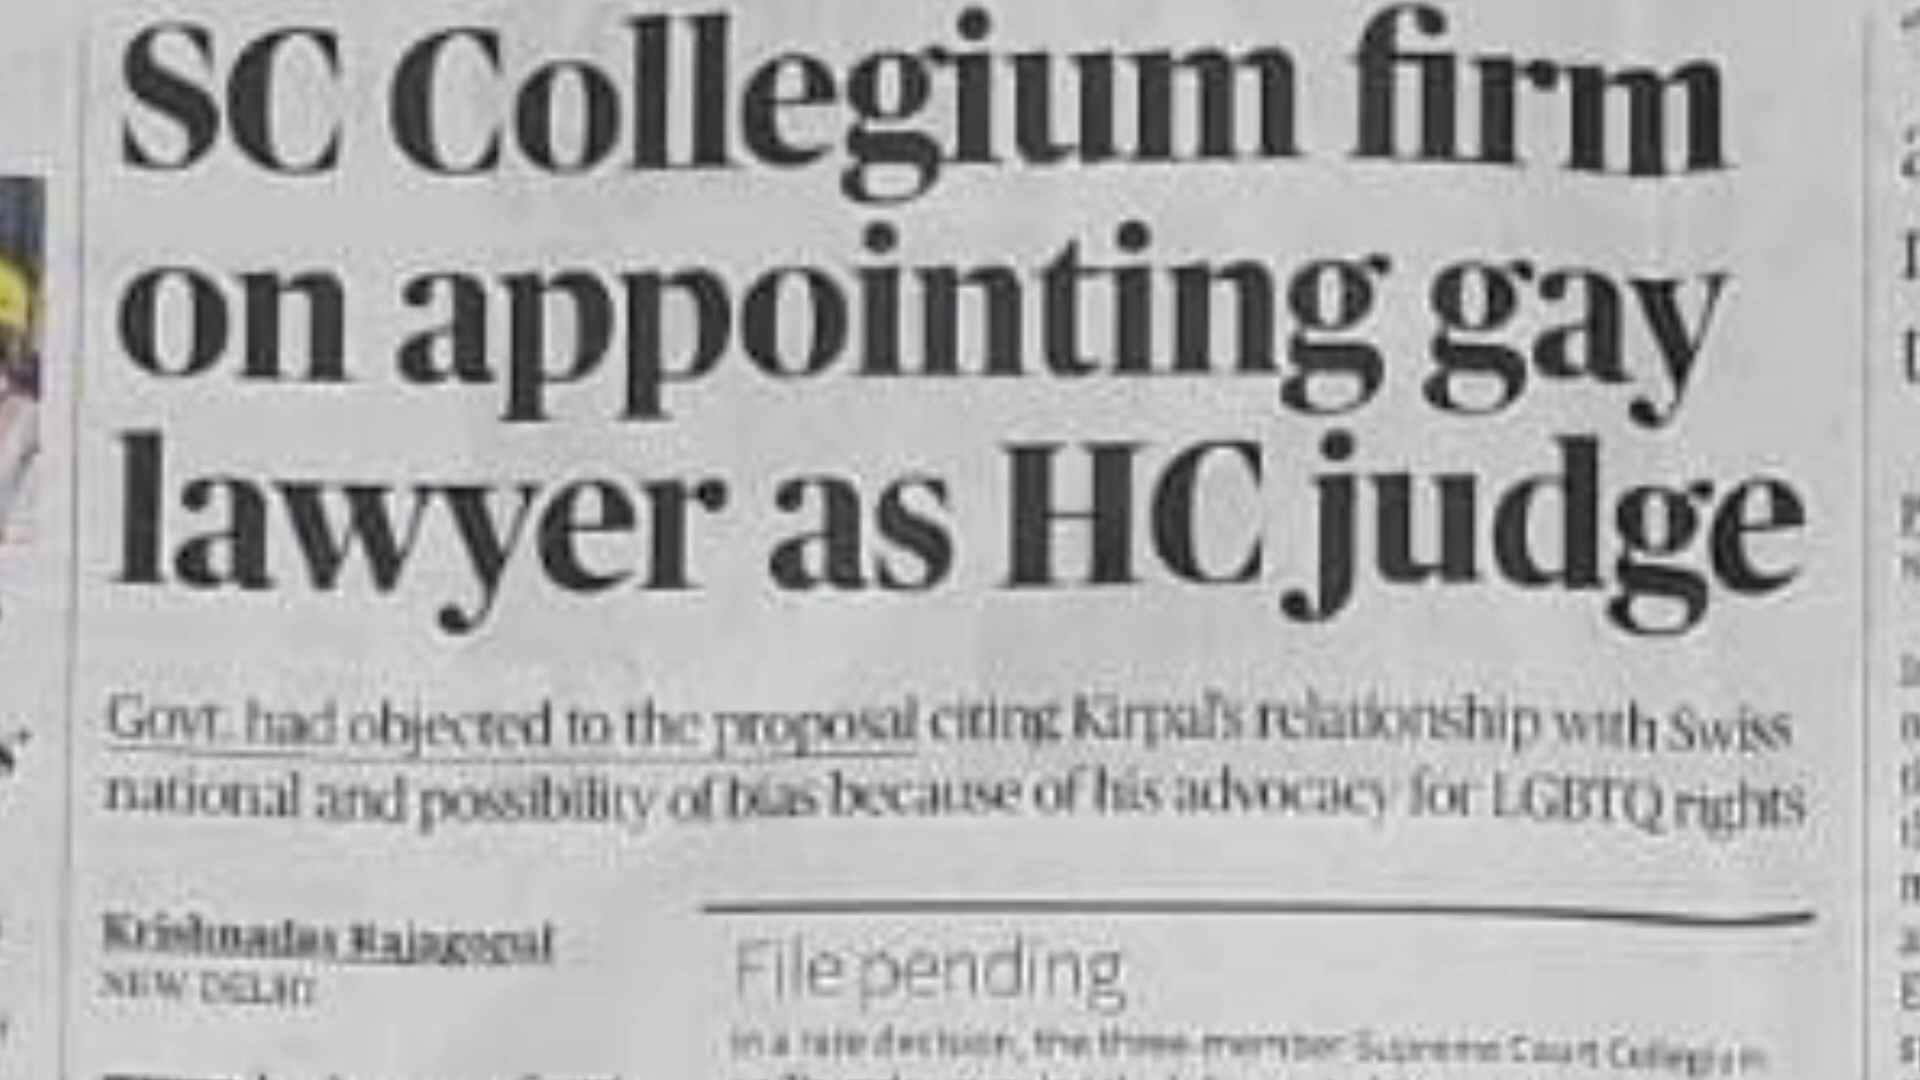 SC Collegium firm
on appointing gay
lawyer as HC judge
Govt. had objected to the proposal citing Kirpal's relationship with Swiss
national and possibility of bias because of his advocacy for LGBTQ rights
Krishnadas Rajagopal
NEW DELHI
File pending
In a rare decision, the three-member Supreme Court Collegium